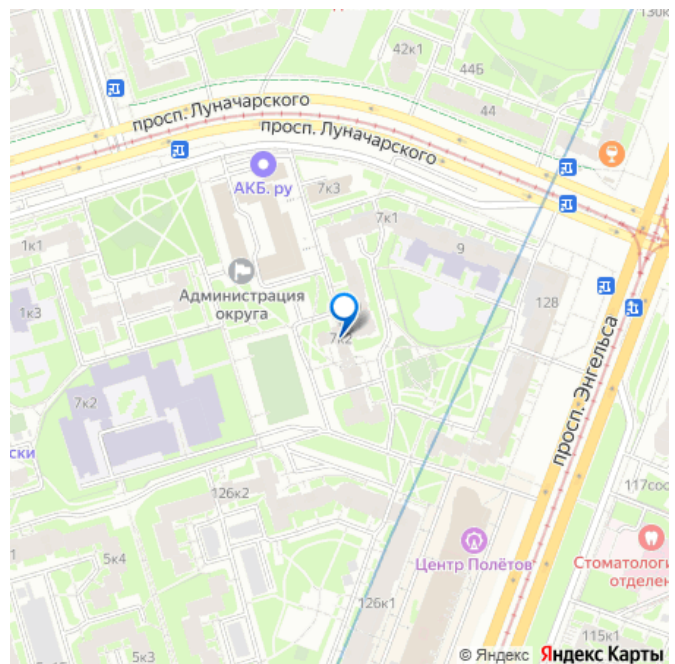 130к
42к1
44Б
44
просп. Луначарского
просп. Луначарского
АКБ. ру
7к3
7к1
1к1
9
Администрация
округа
128
1к3
7к2
7к2
просп. Энгельса
ски
126к2
117соо
1
5к4
Центр Полётов
Стоматологи
отделен
126к1
115к1
5к3
© Яндекс Яндекс Карты